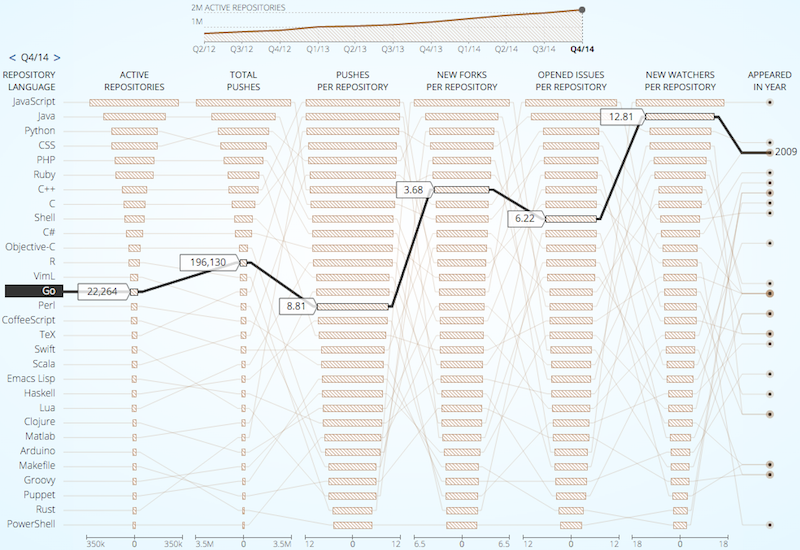 2M ACTIVE REPOSITORIES
1M
Q2/12 Q3/12 Q4/12 Q1/13 Q2/13 Q3/13 Q4/13 Q1/14 Q2/14 Q3/14 Q4/14
< Q4/14 >
REPOSITORY LANGUAGE
ACTIVE REPOSITORIES
TOTAL PUSHES
PUSHES PER REPOSITORY
NEW FORKS PER REPOSITORY
OPENED ISSUES PER REPOSITORY
NEW WATCHERS PER REPOSITORY
APPEARED IN YEAR
JavaScript
Java 12.81
Python
CSS 2009
PHP
Ruby
C++ 3.68
C
Shell 6.22
C#
Objective-C
R 196,130
VimL
Go 22,264
Perl 8.81
CoffeeScript
TeX
Swift
Scala
Emacs Lisp
Haskell
Lua
Clojure
Matlab
Arduino
Makefile
Groovy
Puppet
Rust
PowerShell
350k 0 350k 3.5M 0 3.5M 12 0 12 6.5 0 6.5 12 0 12 18 0 18